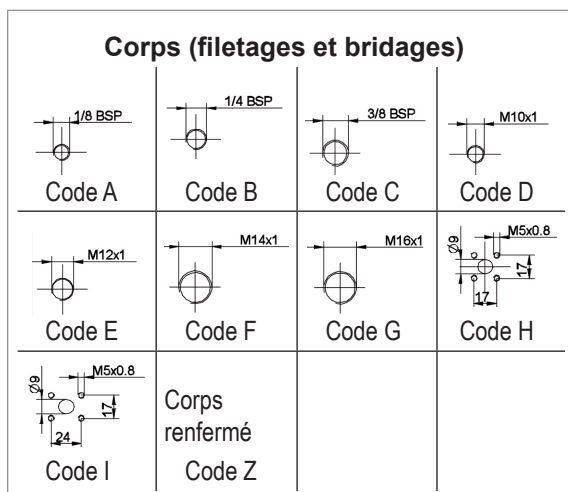 Corps (filetages et bridages)
1/8 BSP
Code A
1/4 BSP
Code B
3/8 BSP
Code C
M10x1
Code D
M12x1
Code E
M14x1
Code F
M16x1
Code G
M5x0.8
Ø9
17
17
Code H
M5x0.8
Ø9
17
24
Code I
Corps
renfermé
Code Z